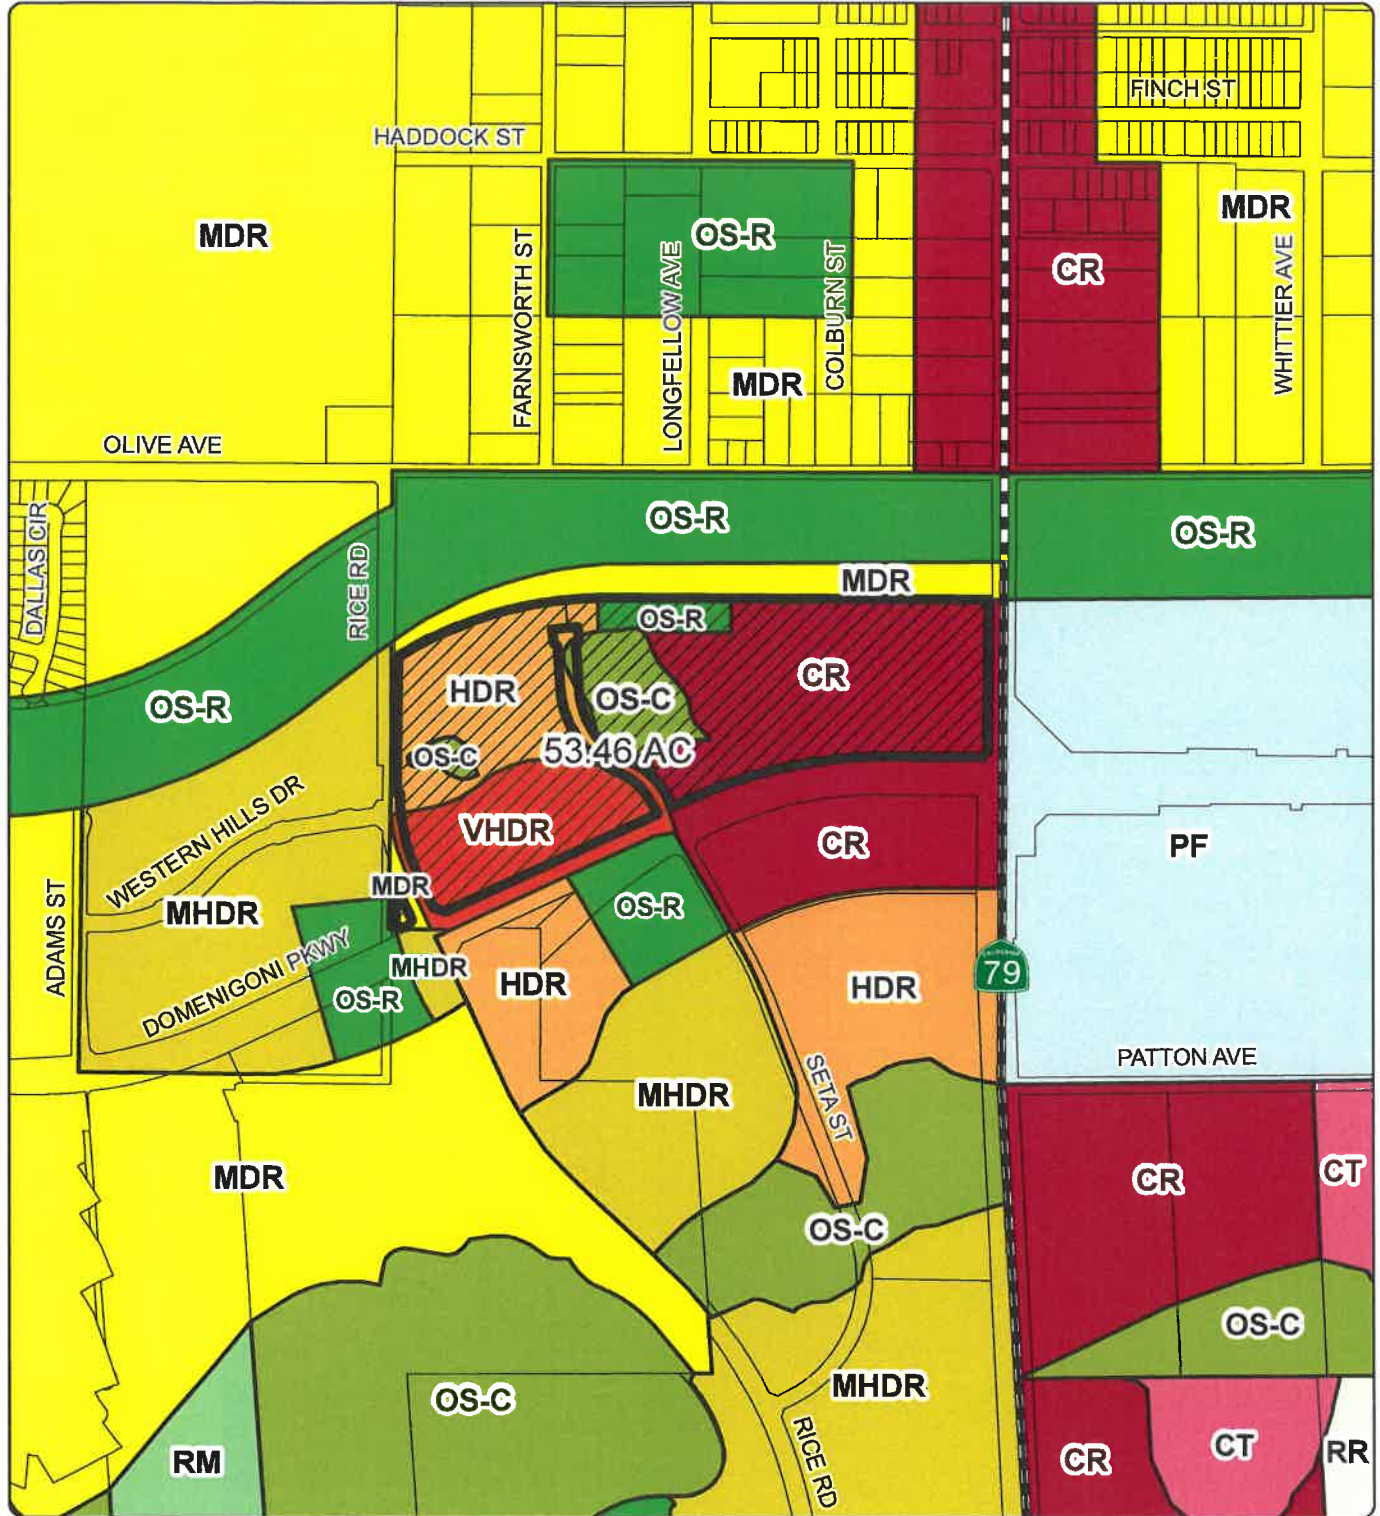 FINCH ST
HADDOCK ST
MDR
OS-R
MDR
CR
FARNSWORTH ST
LONGFELLOW AVE
COLBURN ST
WHITTIER AVE
MDR
OLIVE AVE
DALLAS CIR
RICE RD
OS-R
OS-R
MDR
OS-R
HDR
OS-C
CR
OS-R
OS-C
53.46 AC
WESTERN HILLS DR
VHDR
CR
PF
ADAMS ST
MHDR
MDR
OS-R
DOMENIGONI PKWY
MHDR
OS-R
HDR
HDR
CALIFORNIA
79
PATTON AVE
MHDR
SETA ST
MDR
CR
CT
OS-C
OS-C
OS-C
MHDR
RICE RD
RM
CR
CT
RR